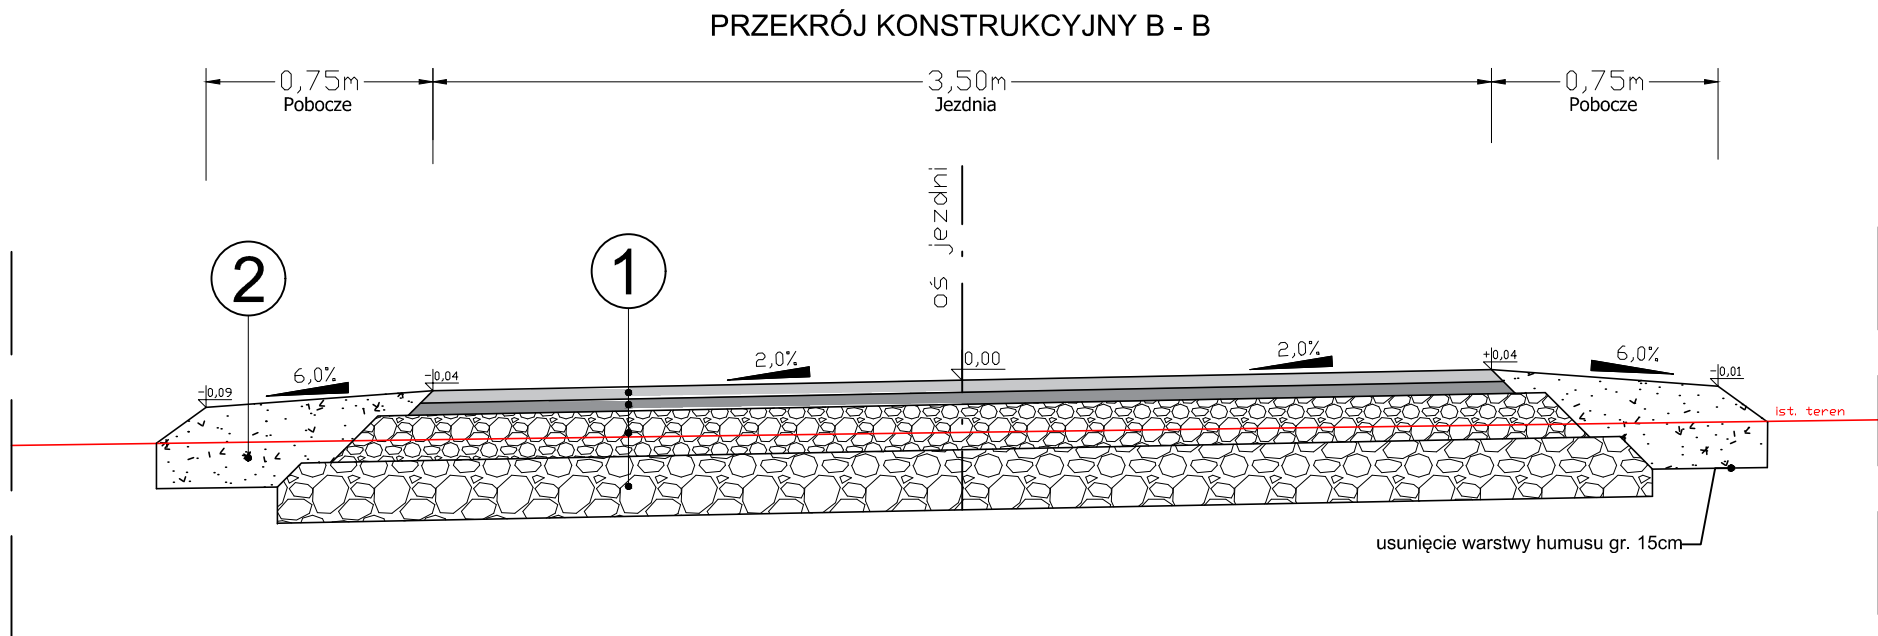 PRZEKRÓJ KONSTRUKCYJNY B - B
0,75m
3,50m
0,75m
Pobocze
Jezdnia
Pobocze
oś jezdni
2
1
6,0%
2,0%
0,00
2,0%
6,0%
-0,09
-0,04
+0,04
-0,01
ist. teren
usunięcie warstwy humusu gr. 15cm